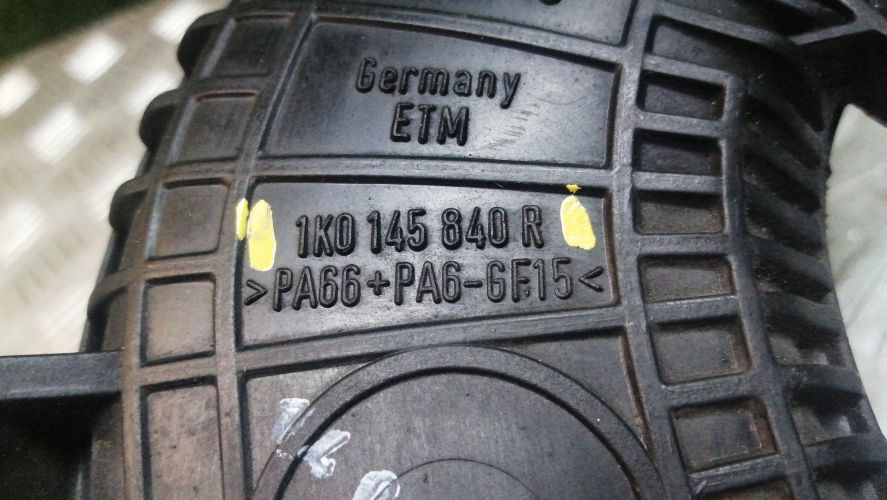 Germany
ETM
1K0 145 840 R
>PA66+PA6-GF15<